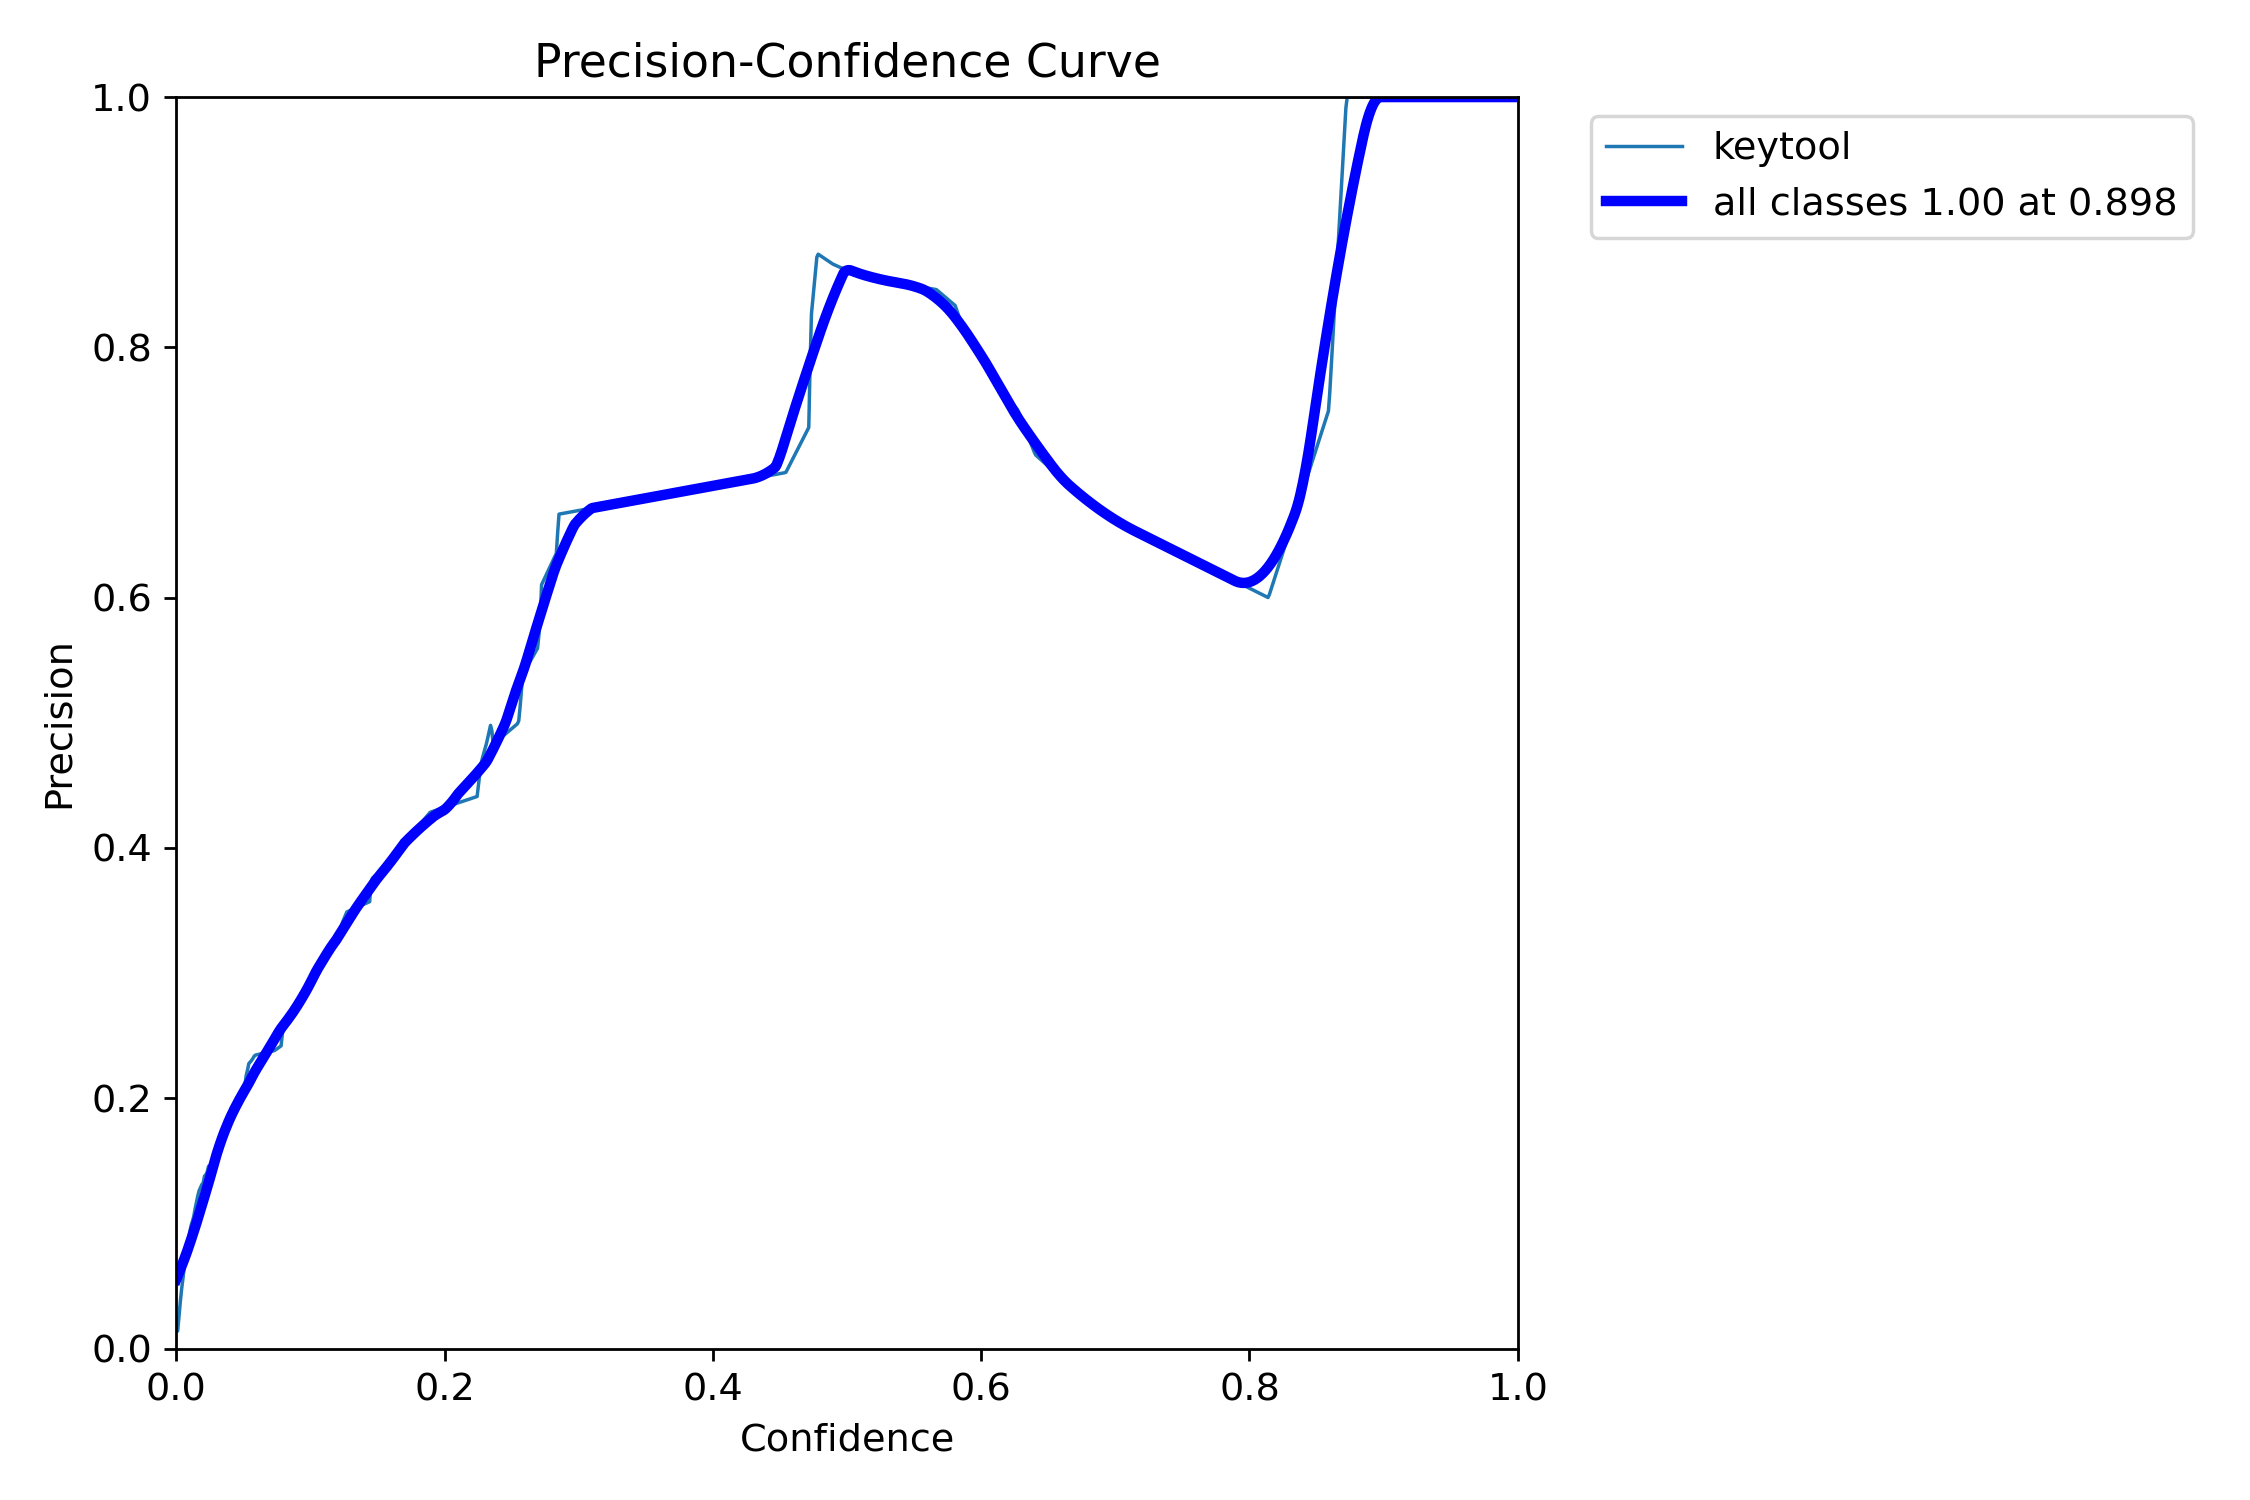 Precision-Confidence Curve
1.0
0.8
0.6
0.4
0.2
0.0
Precision
0.0 0.2 0.4 0.6 0.8 1.0
Confidence
keytool
all classes 1.00 at 0.898